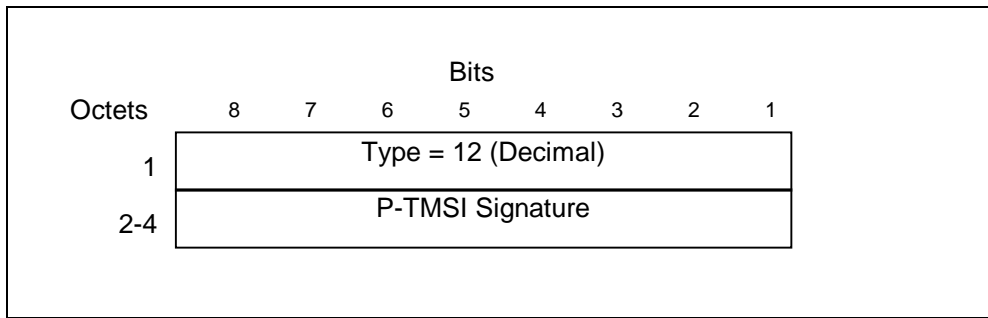 Bits
Octets 8 7 6 5 4 3 2 1
1 Type = 12 (Decimal)
2-4 P-TMSI Signature